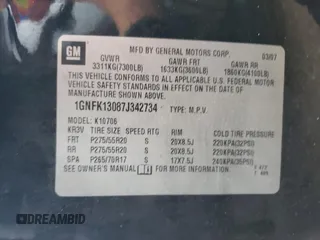 GM
MFD BY GENERAL MOTORS CORP. 03/07
GVWR GAWR FRT GAWR RR
3311KG(7300LB) 1633KG(3600LB) 1860KG(4100LB)
THIS VEHICLE CONFORMS TO ALL APPLICABLE
U.S. FEDERAL MOTOR VEHICLE SAFETY
STANDARDS IN EFFECT ON THE DATE OF
MANUFACTURE SHOWN ABOVE.
1GNFK13087J342734 TYPE: M.P.V.
MODEL: K10706
KR3V TIRE SIZE SPEED RTG RIM COLD TIRE PRESSURE
FRT P275/55R20 S 20X8.5J 220KPA(32PSI)
RR P275/55R20 S 20X8.5J 220KPA(32PSI)
SPA P265/70R17 S 17X7.5J 240KPA(35PSI)
SEE OWNER'S MANUAL FOR ADDITIONAL INFORMATION
DREAMBID